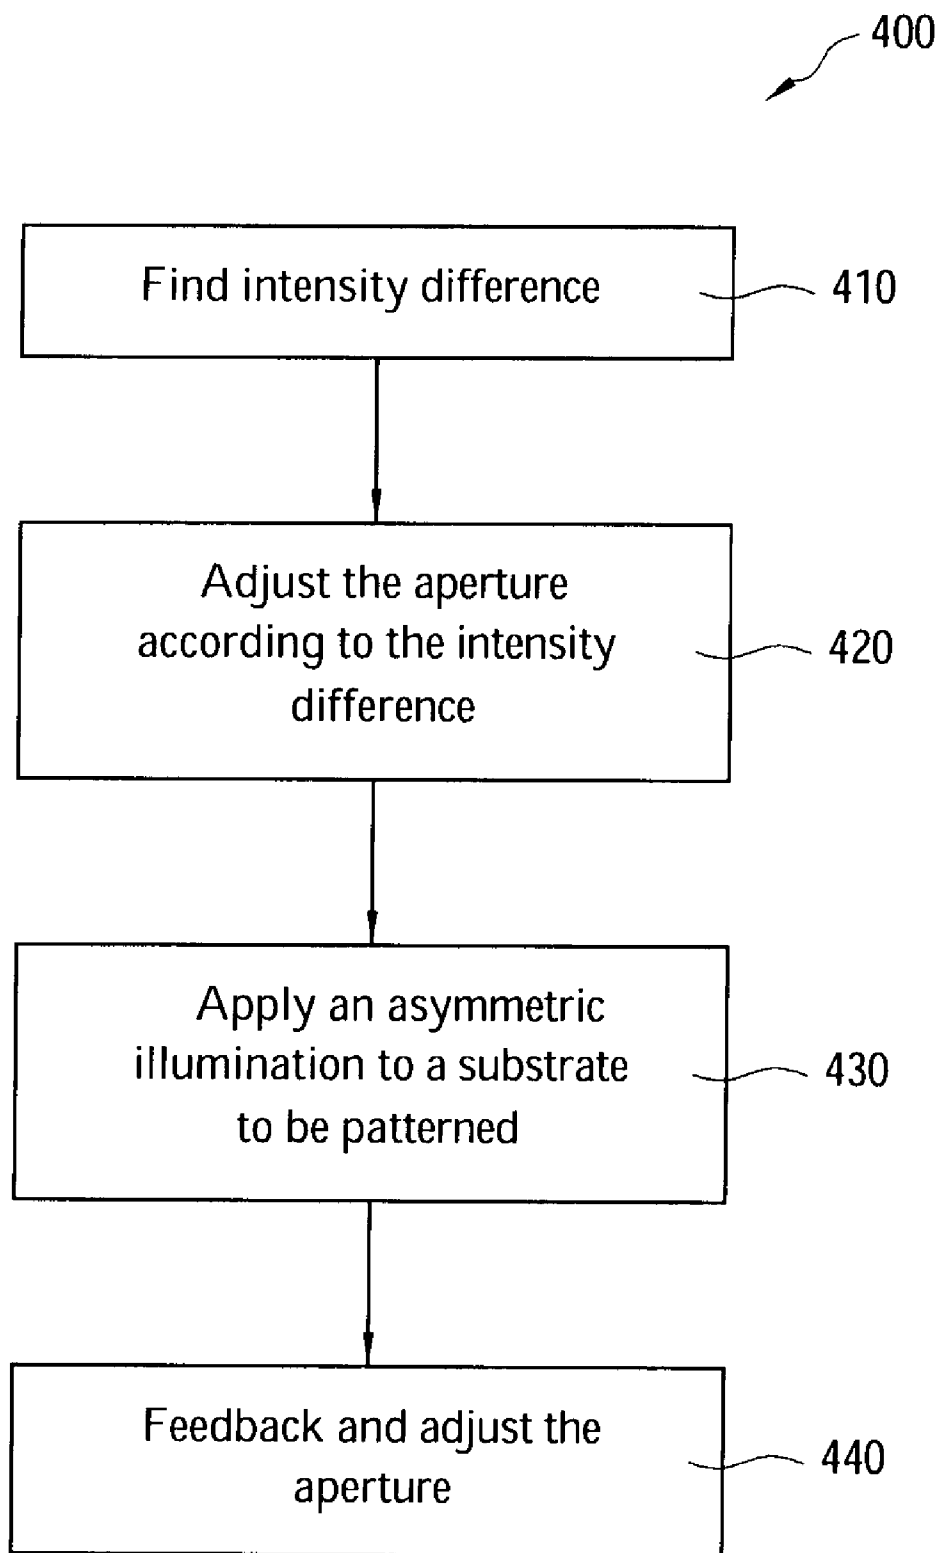 400
Find intensity difference
410
Adjust the aperture
according to the intensity
difference
420
Apply an asymmetric
illumination to a substrate
to be patterned
430
Feedback and adjust the
aperture
440